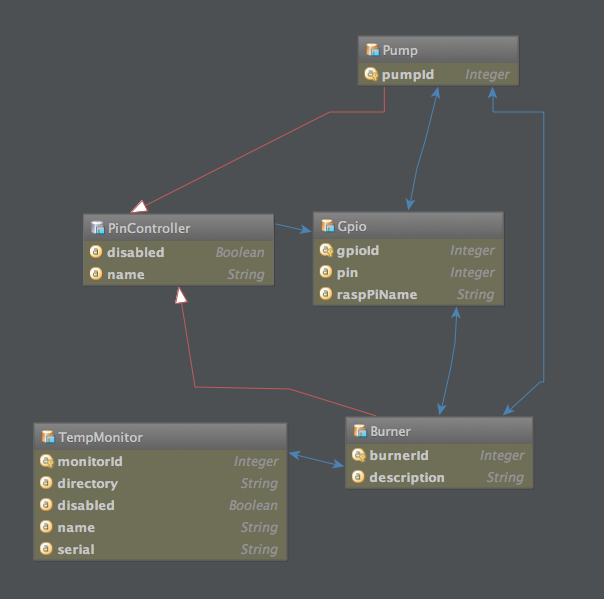 Pump
pumpId Integer
PinController
disabled Boolean
name String
Gpio
gpioId Integer
pin Integer
raspPiName String
TempMonitor
monitorId Integer
directory String
disabled Boolean
name String
serial String
Burner
burnerId Integer
description String